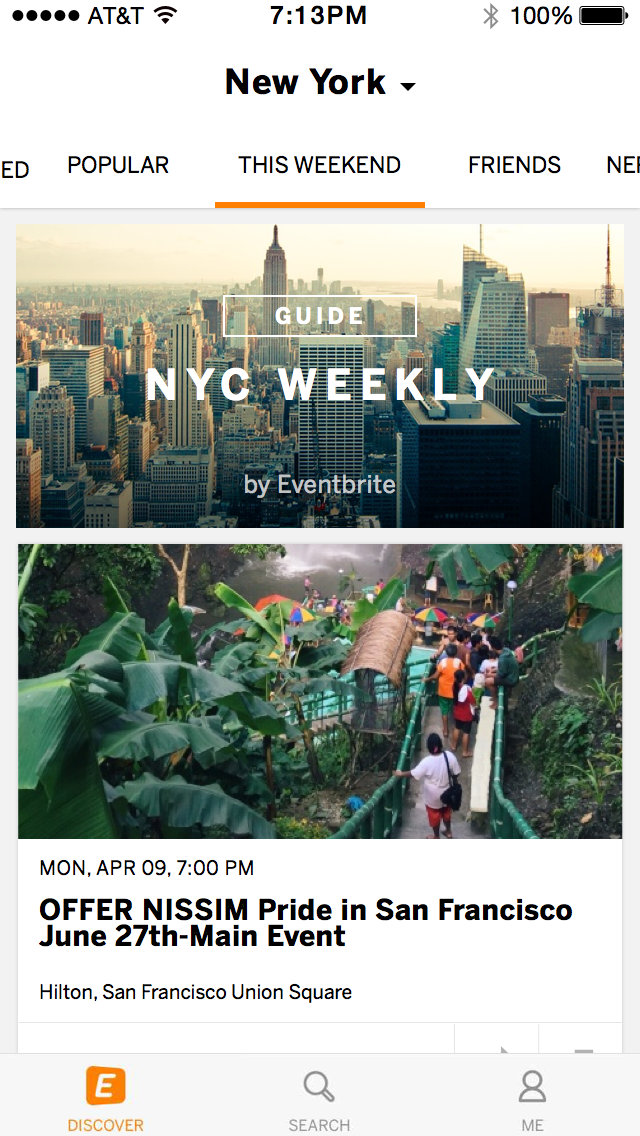 AT&T 7:13PM 100%
New York
ED POPULAR THIS WEEKEND FRIENDS NE
GUIDE
NYC WEEKLY
by Eventbrite
MON, APR 09, 7:00 PM
OFFER NISSIM Pride in San Francisco
June 27th-Main Event
Hilton, San Francisco Union Square
E
DISCOVER SEARCH ME